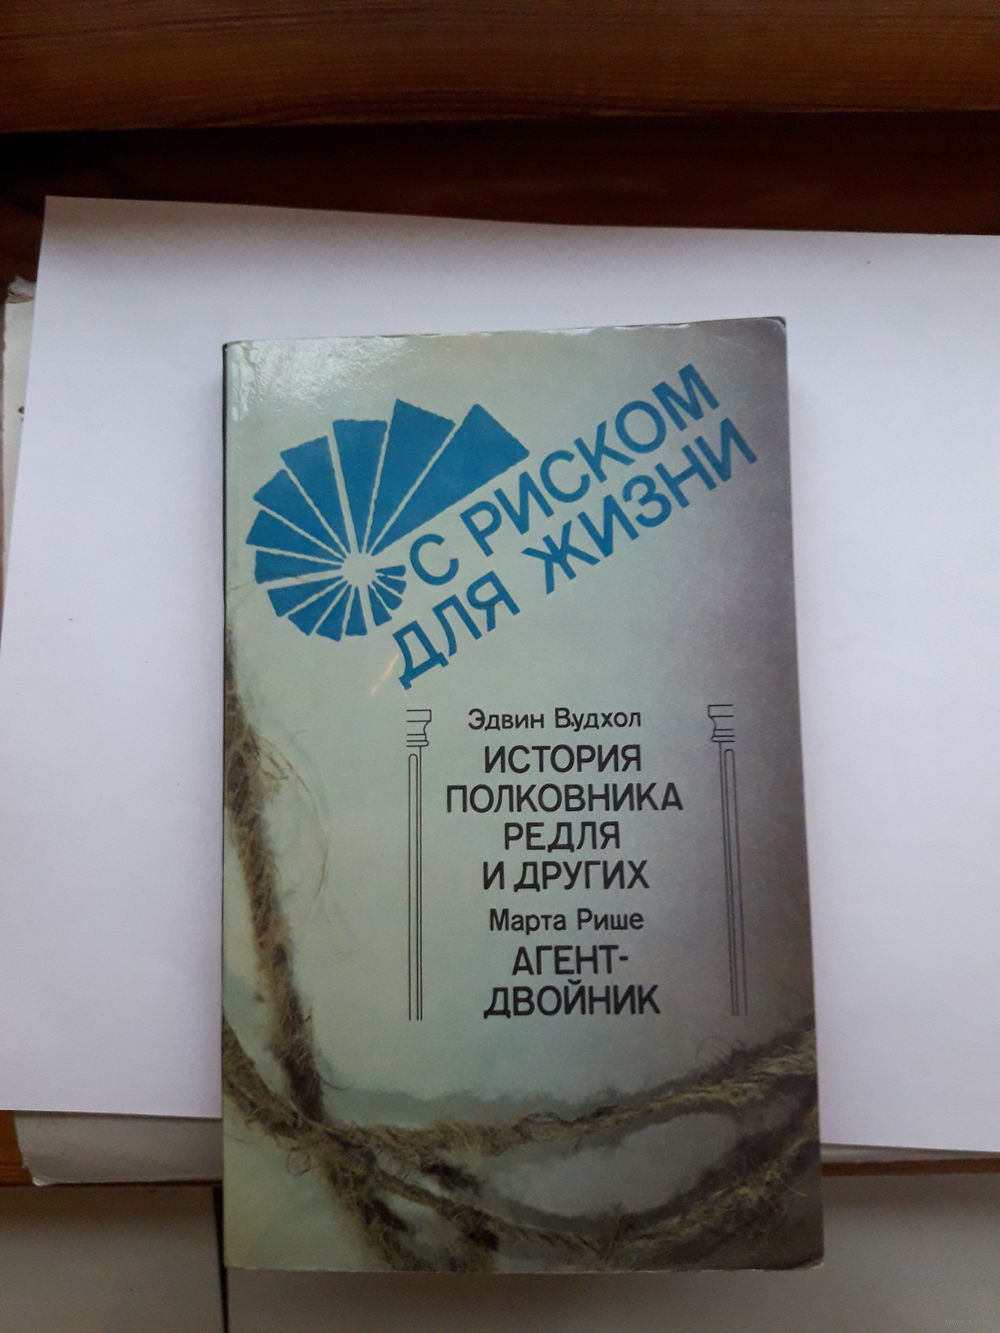 С РИСКОМ
ДЛЯ ЖИЗНИ
Эдвин Вудхол
ИСТОРИЯ
ПОЛКОВНИКА
РЕДЛЯ
И ДРУГИХ
Марта Рише
АГЕНТ-
ДВОЙНИК